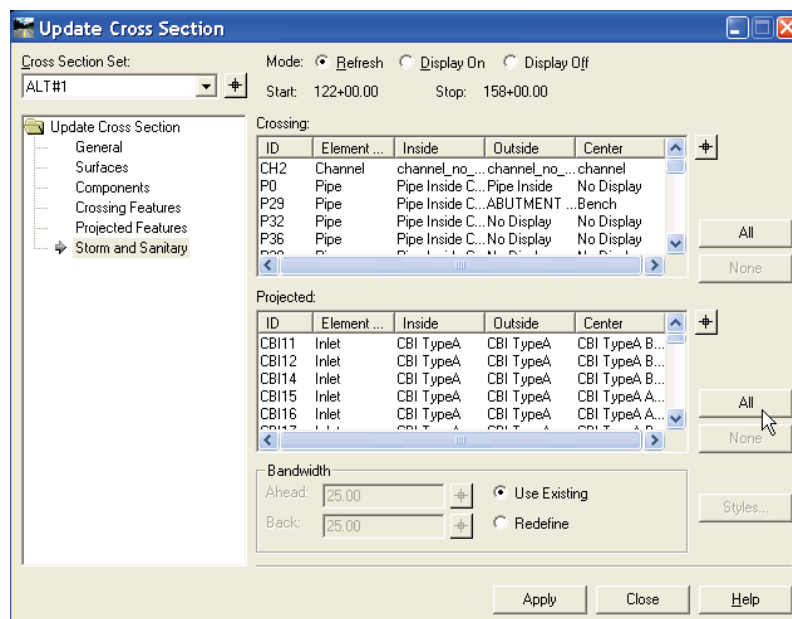 Update Cross Section
Cross Section Set:
ALT#1
Mode: Refresh Display On Display Off
Start: 122+00.00 Stop: 158+00.00
Update Cross Section
General
Surfaces
Components
Crossing Features
Projected Features
Storm and Sanitary
Crossing:
ID Element ... Inside Outside Center
CH2 Channel channel_no_... channel_no_... channel
P0 Pipe Pipe Inside C... Pipe Inside No Display
P29 Pipe Pipe Inside C... ABUTMENT ... Bench
P32 Pipe Pipe Inside C... No Display No Display
P36 Pipe Pipe Inside C... No Display No Display
All
None
Projected:
ID Element ... Inside Outside Center
CBI11 Inlet CBI TypeA CBI TypeA CBI TypeA B...
CBI12 Inlet CBI TypeA CBI TypeA CBI TypeA B...
CBI14 Inlet CBI TypeA CBI TypeA CBI TypeA B...
CBI15 Inlet CBI TypeA CBI TypeA CBI TypeA A...
CBI16 Inlet CBI TypeA CBI TypeA CBI TypeA A...
All
None
Bandwidth
Ahead: 25.00 Use Existing
Back: 25.00 Redefine
Styles...
Apply Close Help